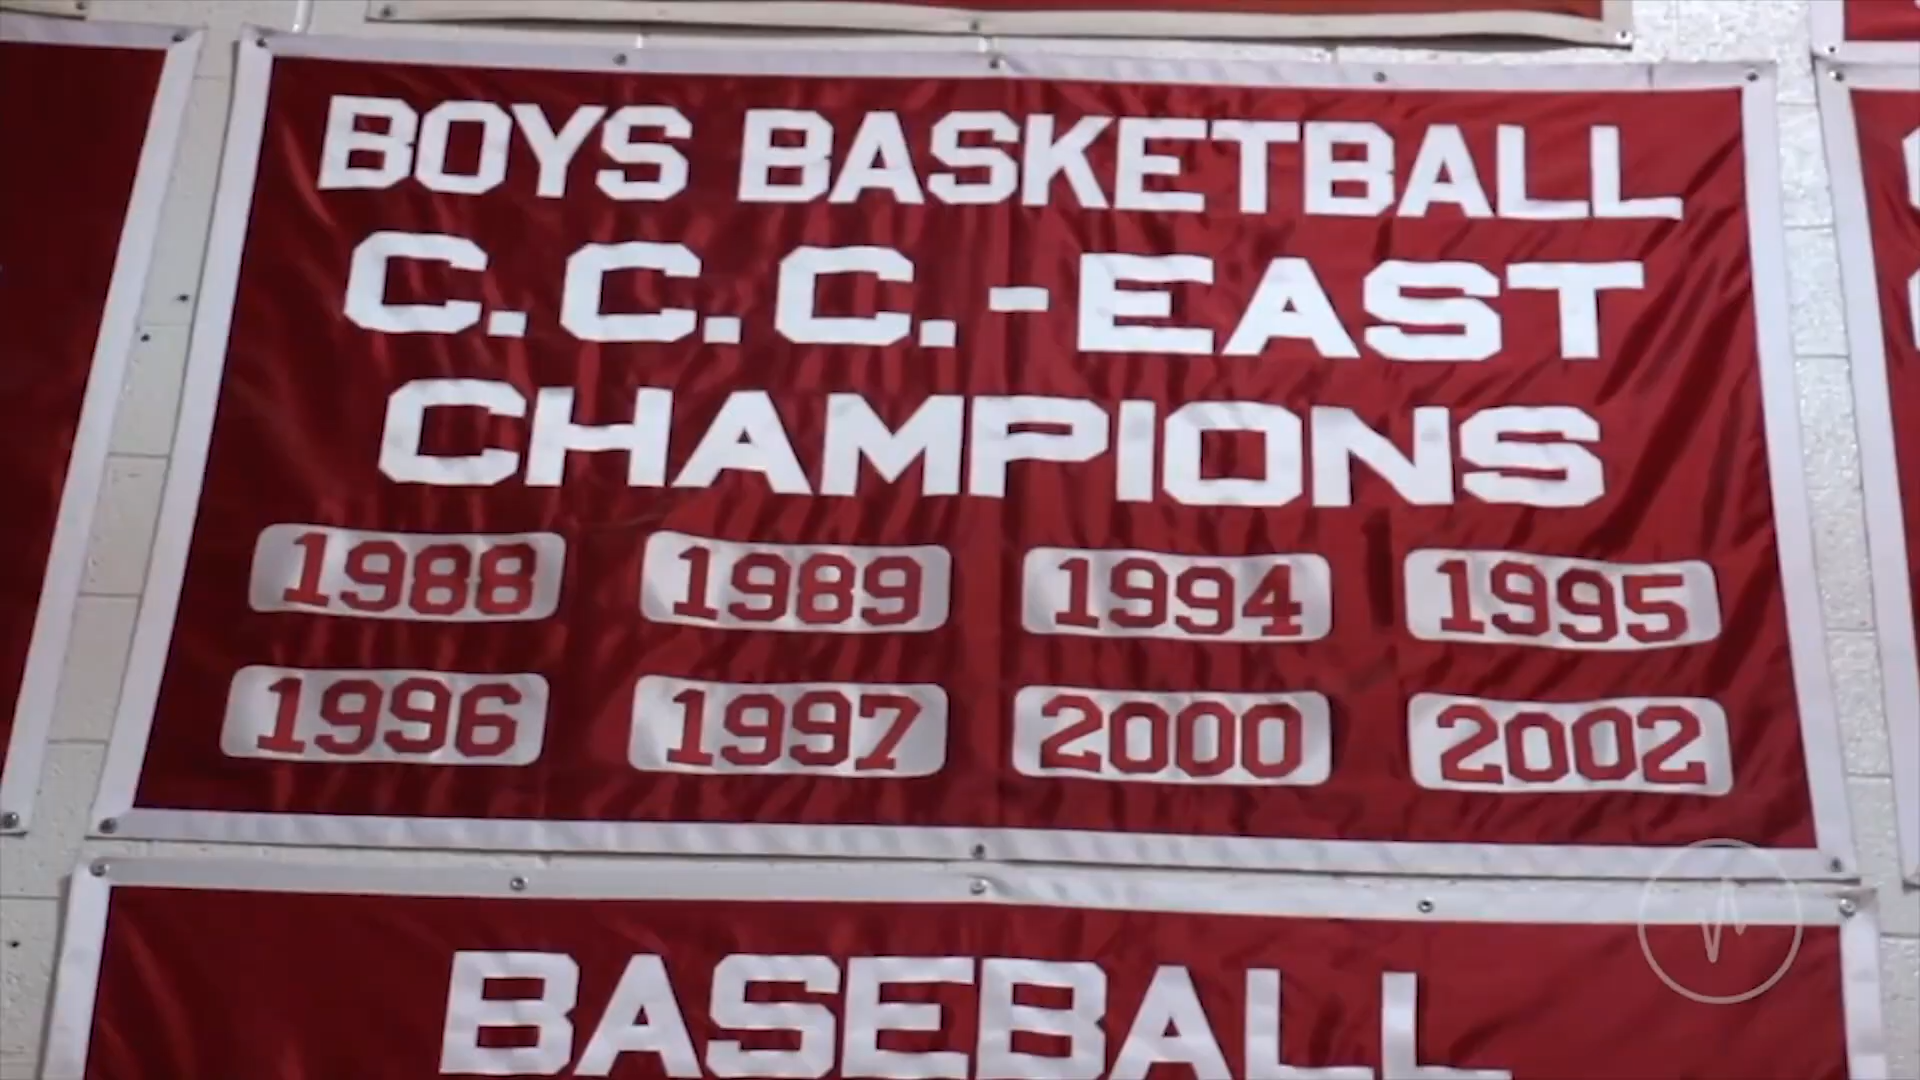 BOYS BASKETBALL
C.C.C.-EAST
CHAMPIONS
1988 1989 1994 1995
1996 1997 2000 2002
BASEBALL